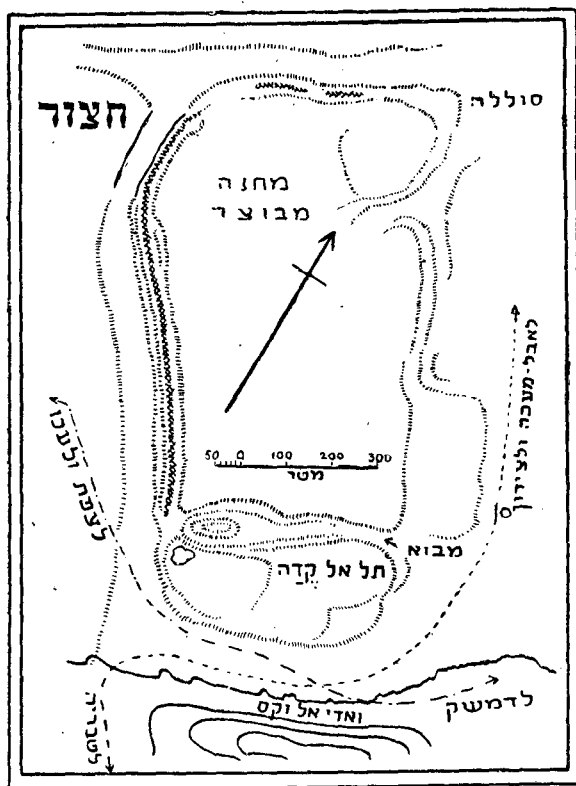 חצור
סוללה
מחנה
מבוצר
לאבל-מעכה ולצידון
50 0 100 200 300
מטר
מבוא
תל אל קדה
ואדי אל וקס
לדמשק
לטבריה